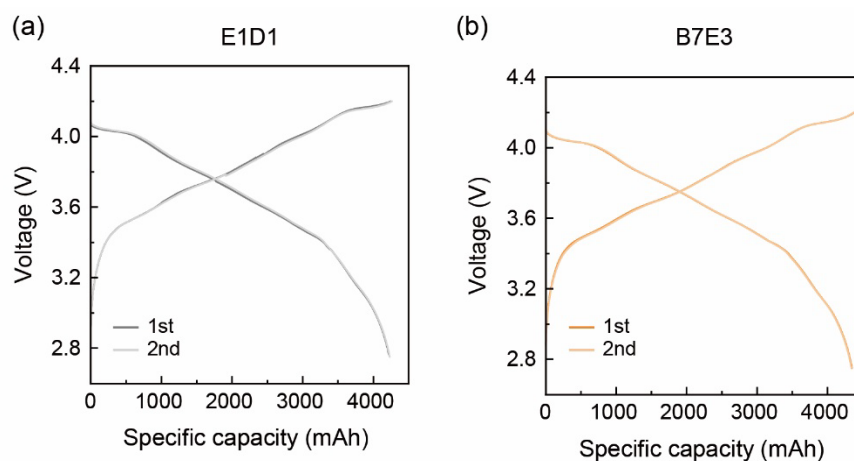 (a)
E1D1
4.4
4.0
3.6
3.2
2.8
Voltage (V)
1st
2nd
0 1000 2000 3000 4000
Specific capacity (mAh)
(b)
B7E3
4.4
4.0
3.6
3.2
2.8
Voltage (V)
1st
2nd
0 1000 2000 3000 4000
Specific capacity (mAh)